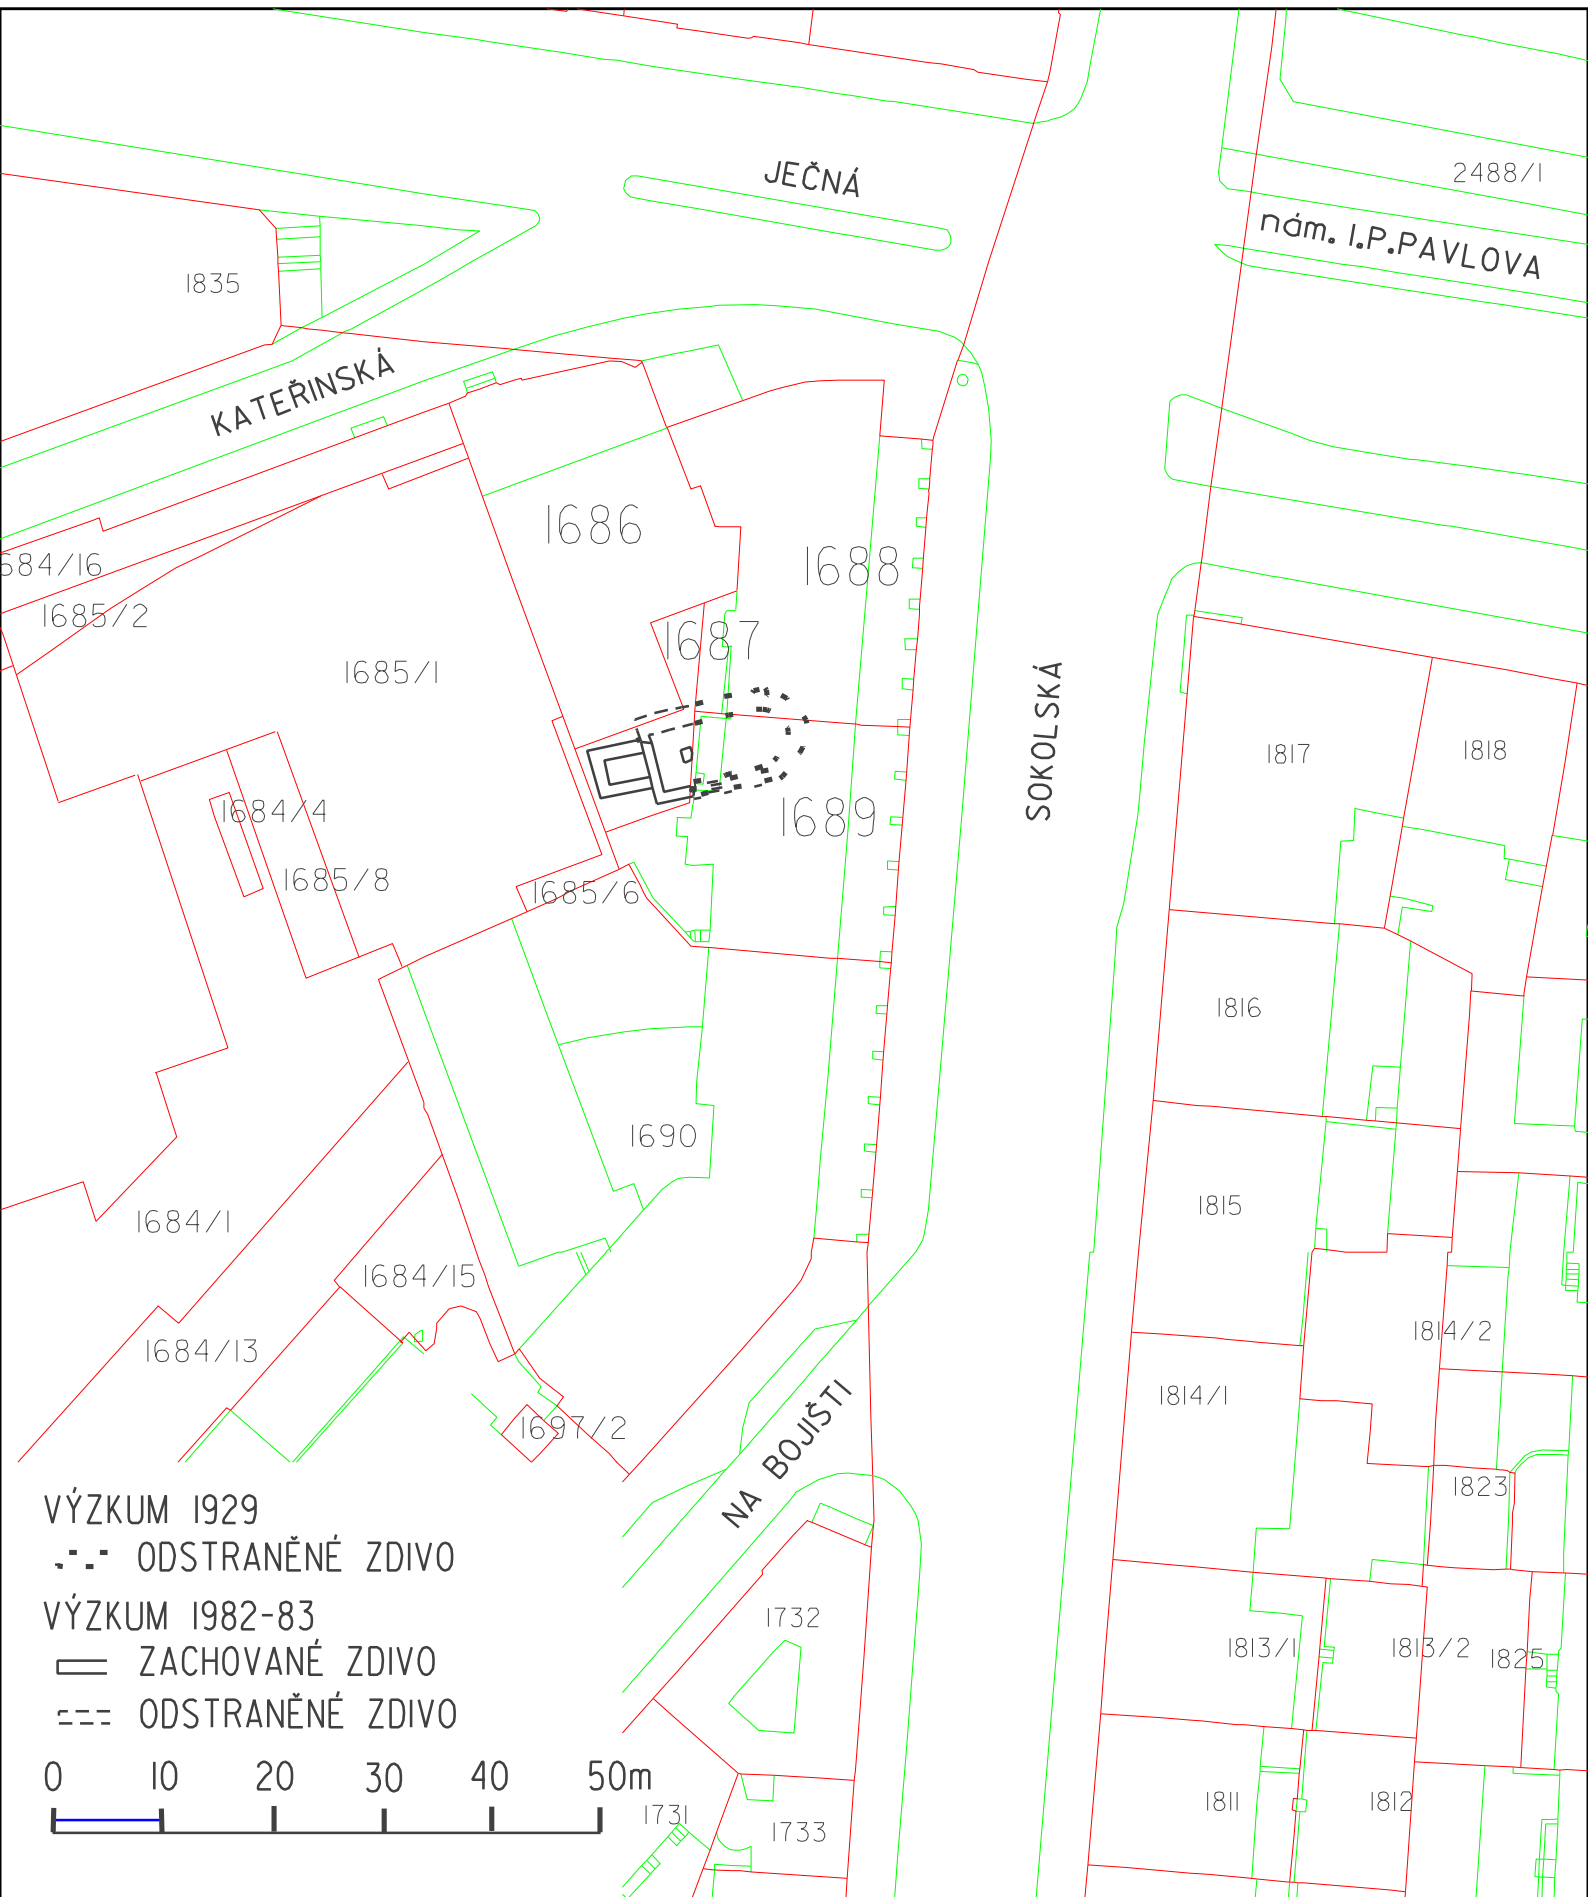 JEČNÁ
2488/1
nám. I.P.PAVLOVA
1835
KATEŘINSKÁ
1686
1688
684/16
1685/2
1687
1685/1
SOKOLSKÁ
1817
1818
1684/4
1689
1685/8
1685/6
1816
1690
1815
1684/1
1684/15
1814/2
1684/13
1814/1
1697/2
NA BOJIŠTI
1823
VÝZKUM 1929
ODSTRANĚNÉ ZDIVO
VÝZKUM 1982-83
ZACHOVANÉ ZDIVO
ODSTRANĚNÉ ZDIVO
1732
1813/1
1813/2
1825
0 10 20 30 40 50m
1731
1733
1811
1812